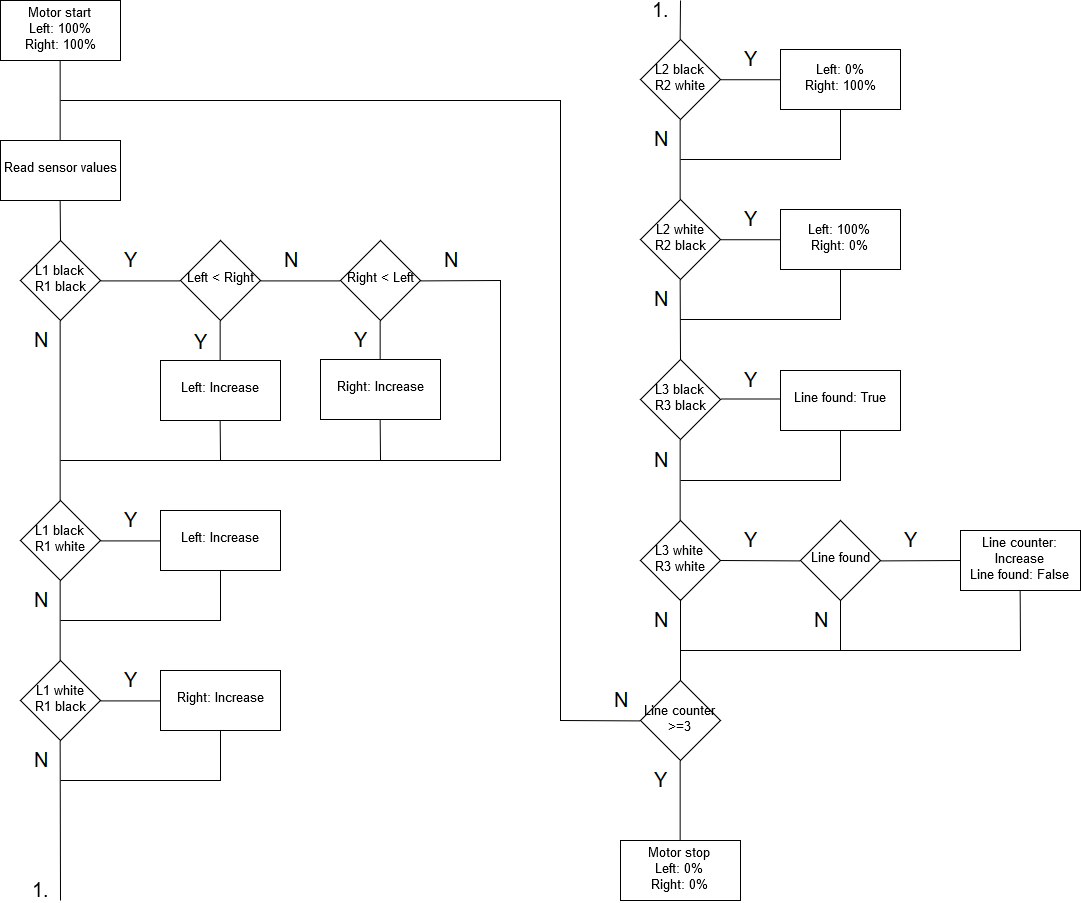 Motor start
Left: 100%
Right: 100%
Read sensor values
L1 black
R1 black
Y
N
Left < Right
N
Y
Right < Left
N
Y
Left: Increase
Right: Increase
L1 black
R1 white
Y
N
Left: Increase
L1 white
R1 black
Y
N
Right: Increase
1.
1.
L2 black
R2 white
Y
N
Left: 0%
Right: 100%
L2 white
R2 black
Y
N
Left: 100%
Right: 0%
L3 black
R3 black
Y
N
Line found: True
L3 white
R3 white
Y
N
Line found
Y
N
Line counter:
Increase
Line found: False
Line counter
>=3
N
Y
Motor stop
Left: 0%
Right: 0%